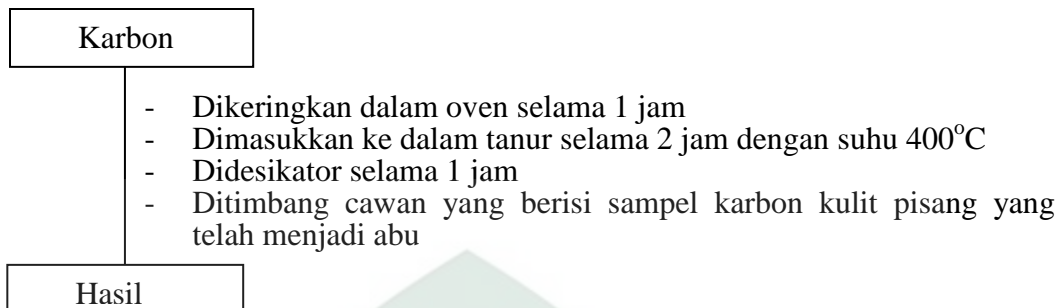 Karbon
- Dikeringkan dalam oven selama 1 jam
- Dimasukkan ke dalam tanur selama 2 jam dengan suhu 400°C
- Didesikator selama 1 jam
- Ditimbang cawan yang berisi sampel karbon kulit pisang yang
telah menjadi abu
Hasil